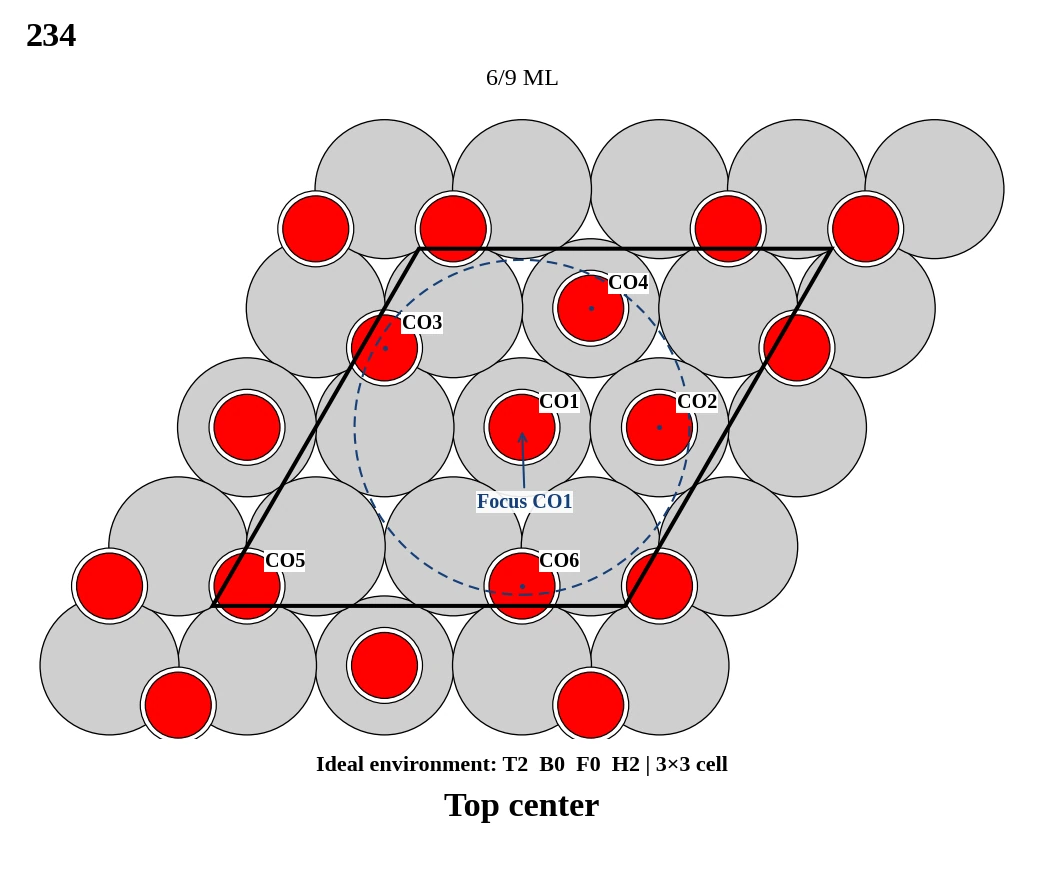 234
6/9 ML
CO4
CO3
CO1
CO2
Focus CO1
CO5
CO6
Ideal environment: T2  B0  F0  H2 | 3×3 cell
Top center